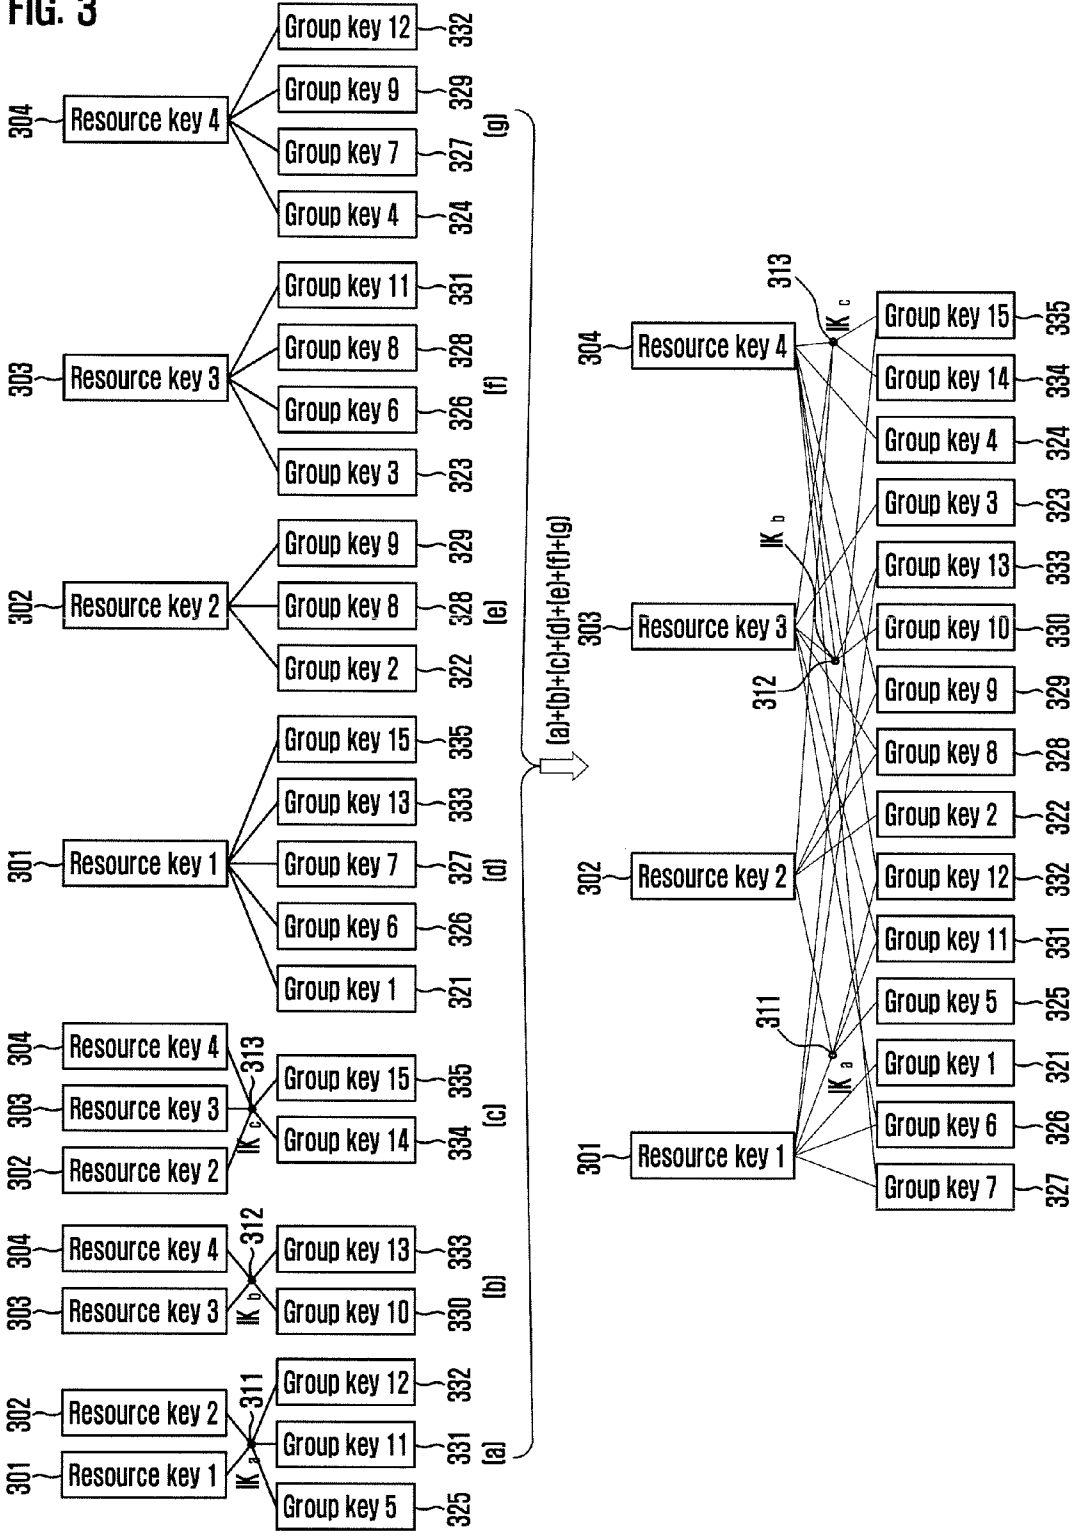 FIG. 3
304
Resource key 4
Group key 12
332
Group key 9
329
Group key 7
327
Group key 4
324
(g)
303
Resource key 3
Group key 11
331
Group key 8
328
Group key 6
326
Group key 3
323
(f)
302
Resource key 2
Group key 9
329
Group key 8
328
Group key 2
322
(e)
301
Resource key 1
Group key 15
335
Group key 13
333
Group key 7
327
Group key 6
326
Group key 1
321
(d)
304
Resource key 4
303
Resource key 3
302
Resource key 2
313
IK c
Group key 15
335
Group key 14
334
(c)
304
Resource key 4
303
Resource key 3
312
IK b
Group key 13
333
Group key 10
330
(b)
302
Resource key 2
301
Resource key 1
311
IK a
Group key 12
332
Group key 11
331
Group key 5
325
(a)
(a)+(b)+(c)+(d)+(e)+(f)+(g)
304
Resource key 4
303
Resource key 3
302
Resource key 2
301
Resource key 1
313
IK c
IK b
312
311
IK a
Group key 15
335
Group key 14
334
Group key 4
324
Group key 3
323
Group key 13
333
Group key 10
330
Group key 9
329
Group key 8
328
Group key 2
322
Group key 12
332
Group key 11
331
Group key 5
325
Group key 1
321
Group key 6
326
Group key 7
327